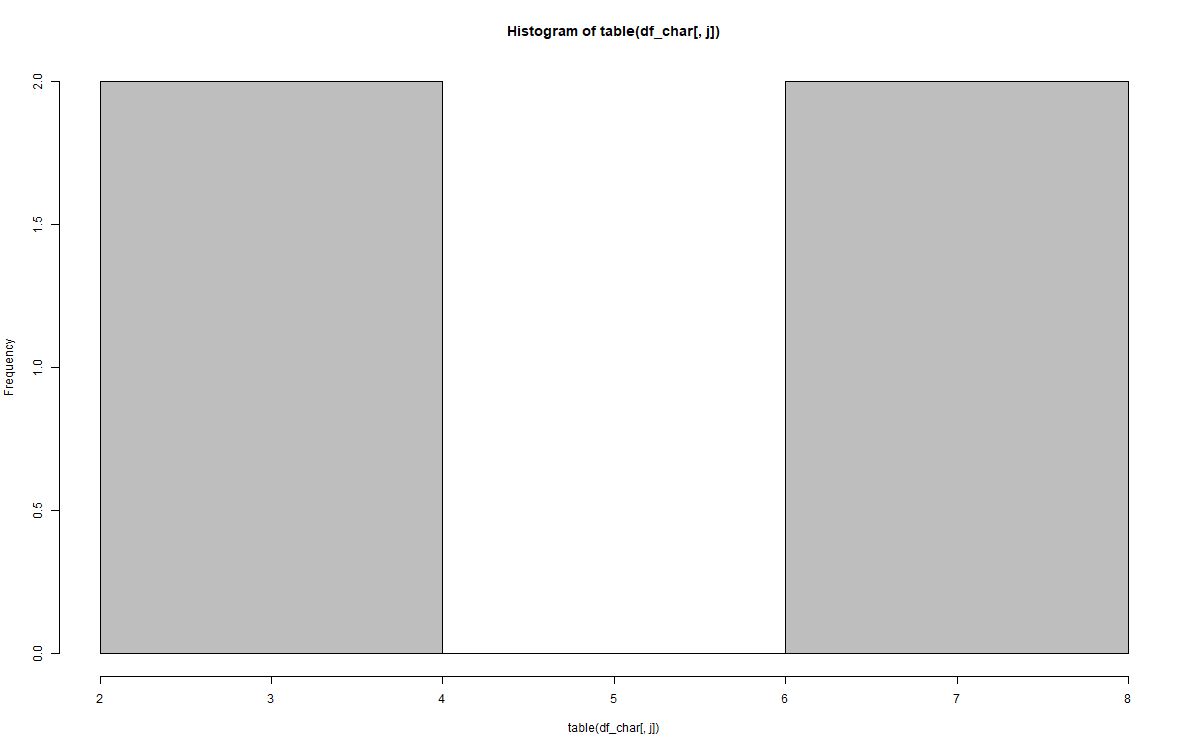 Histogram of table(df_char[, j])
2.0
1.5
1.0
0.5
0.0
Frequency
2 3 4 5 6 7 8
table(df_char[, j])